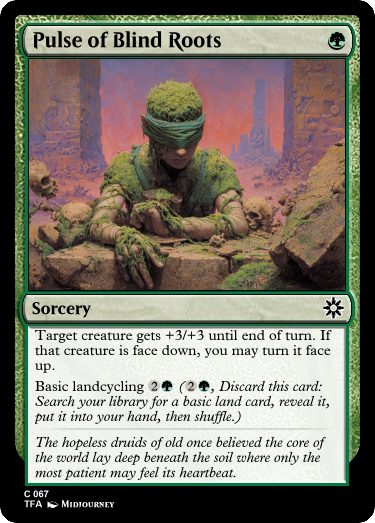 Pulse of Blind Roots
Sorcery
Target creature gets +3/+3 until end of turn. If
that creature is face down, you may turn it face
up.
Basic landcycling 2 (2, Discard this card:
Search your library for a basic land card, reveal it,
put it into your hand, then shuffle.)
The hopeless druids of old once believed the core of
the world lay deep beneath the soil where only the
most patient may feel its heartbeat.
C 067
TFA Midjourney